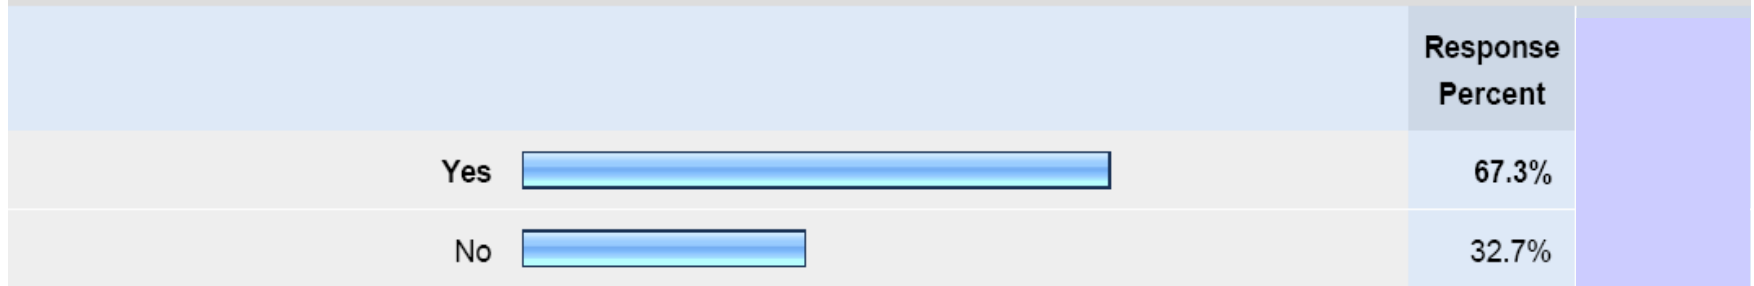 Response
Percent
Yes 67.3%
No 32.7%